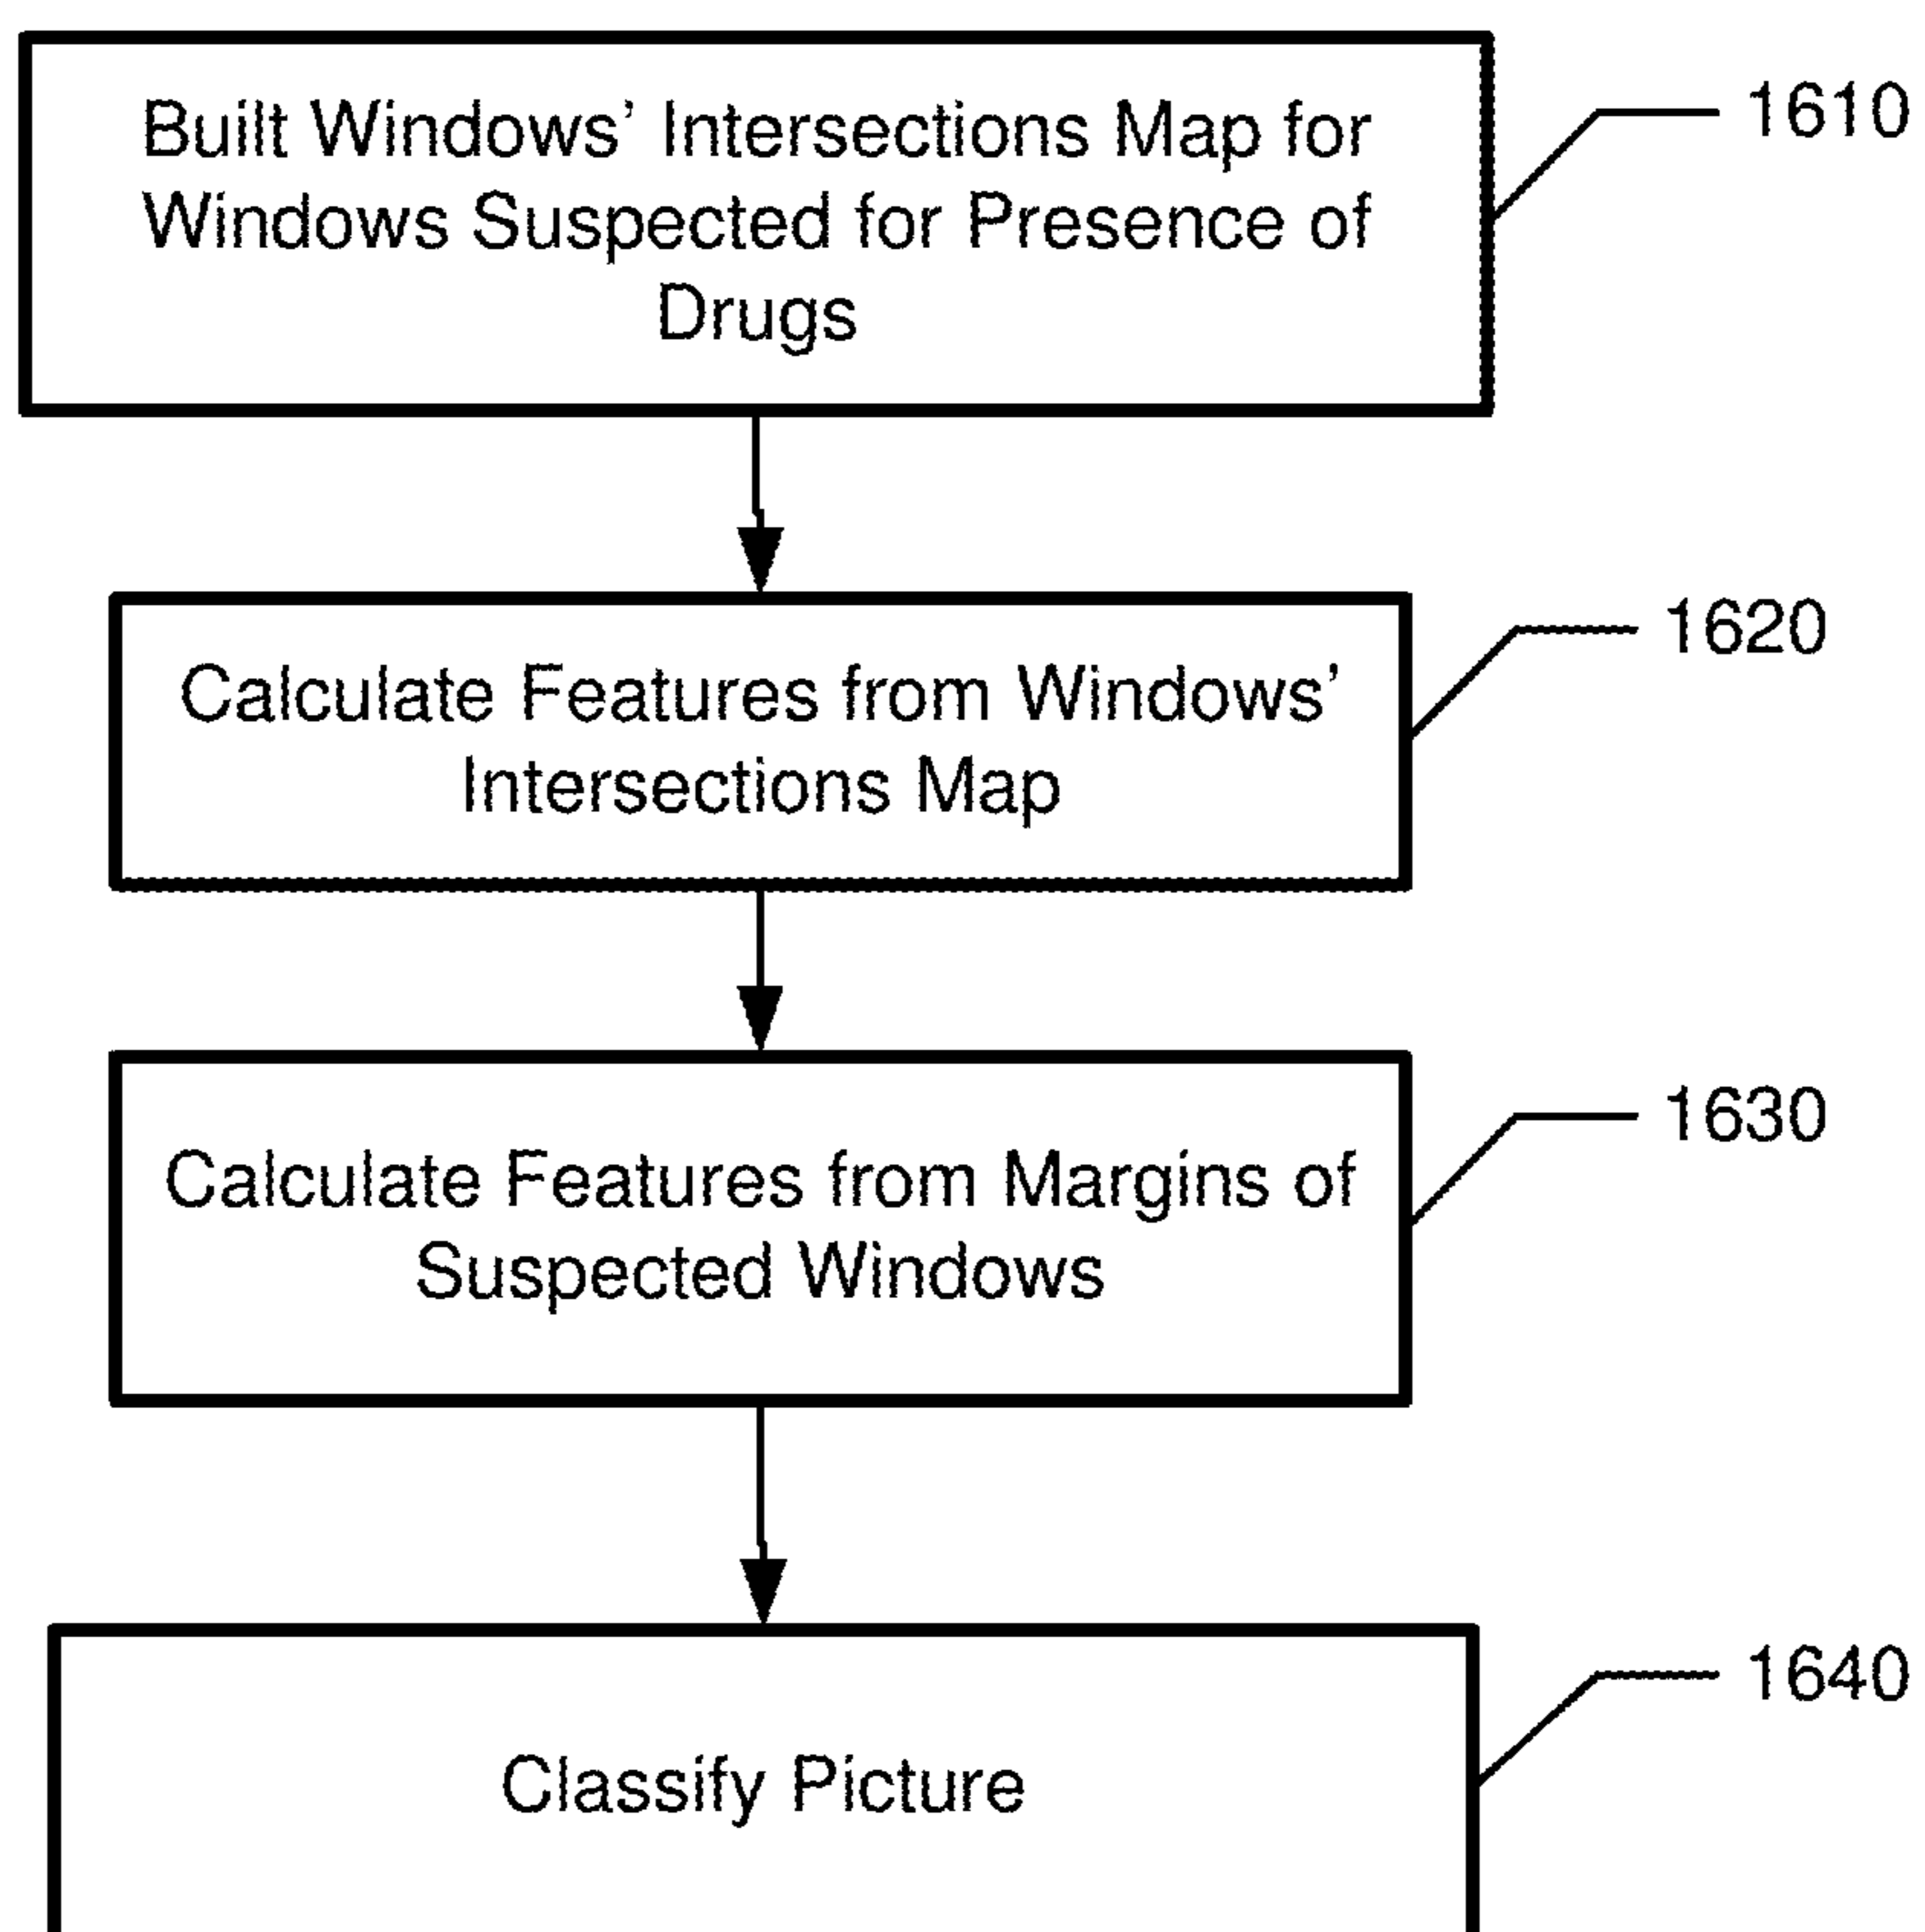 Built Windows' Intersections Map for
Windows Suspected for Presence of
Drugs
1610
Calculate Features from Windows'
Intersections Map
1620
Calculate Features from Margins of
Suspected Windows
1630
Classify Picture
1640